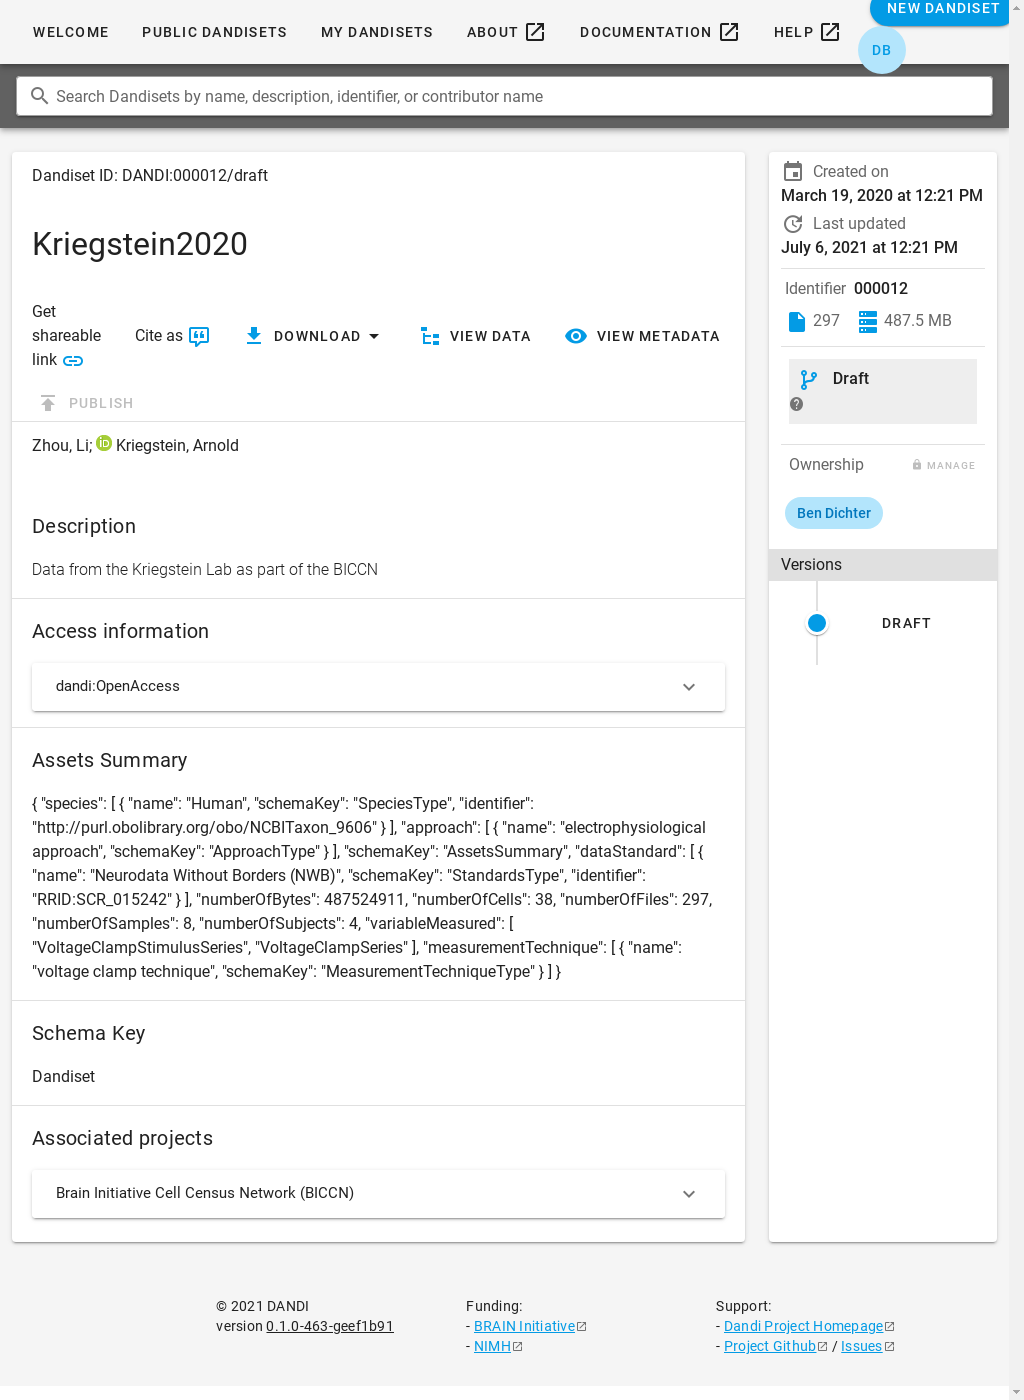 WELCOME
PUBLIC DANDISETS
MY DANDISETS
ABOUT
DOCUMENTATION
HELP
NEW DANDISET
DB
Search Dandisets by name, description, identifier, or contributor name
Dandiset ID: DANDI:000012/draft
Kriegstein2020
Get
shareable
link
Cite as
DOWNLOAD
VIEW DATA
VIEW METADATA
PUBLISH
Zhou, Li; iD Kriegstein, Arnold
Description
Data from the Kriegstein Lab as part of the BICCN
Access information
dandi:OpenAccess
Assets Summary
{ "species": [ { "name": "Human", "schemaKey": "SpeciesType", "identifier":
"http://purl.obolibrary.org/obo/NCBITaxon_9606" } ], "approach": [ { "name": "electrophysiological
approach", "schemaKey": "ApproachType" } ], "schemaKey": "AssetsSummary", "dataStandard": [ {
"name": "Neurodata Without Borders (NWB)", "schemaKey": "StandardsType", "identifier":
"RRID:SCR_015242" } ], "numberOfBytes": 487524911, "numberOfCells": 38, "numberOfFiles": 297,
"numberOfSamples": 8, "numberOfSubjects": 4, "variableMeasured": [
"VoltageClampStimulusSeries", "VoltageClampSeries" ], "measurementTechnique": [ { "name":
"voltage clamp technique", "schemaKey": "MeasurementTechniqueType" } ] }
Schema Key
Dandiset
Associated projects
Brain Initiative Cell Census Network (BICCN)
Created on
March 19, 2020 at 12:21 PM
Last updated
July 6, 2021 at 12:21 PM
Identifier 000012
297
487.5 MB
Draft
Ownership
MANAGE
Ben Dichter
Versions
DRAFT
© 2021 DANDI
version 0.1.0-463-geef1b91
Funding:
- BRAIN Initiative
- NIMH
Support:
- Dandi Project Homepage
- Project Github / Issues